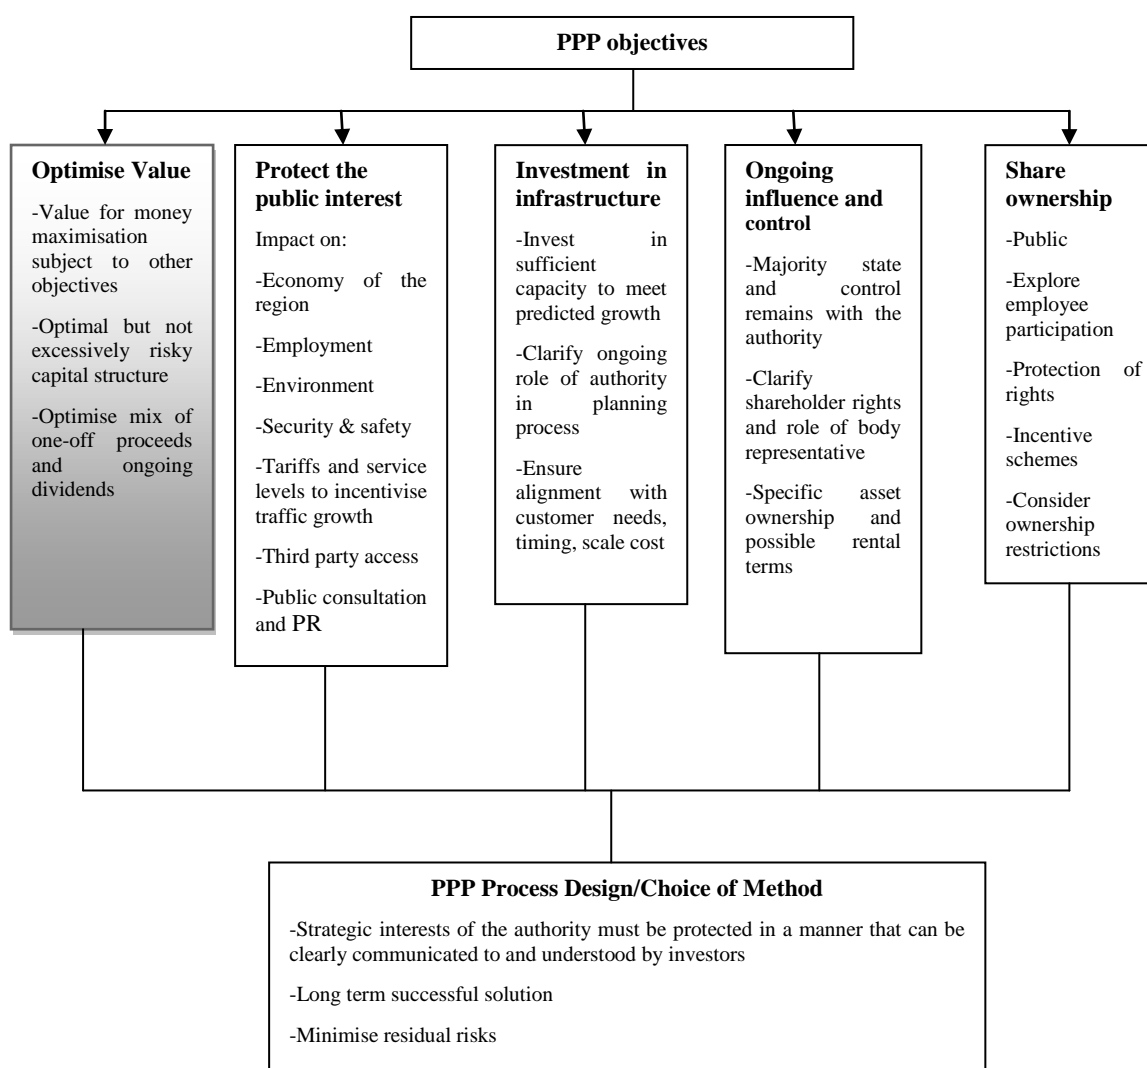 PPP objectives
Optimise Value
-Value for money
maximisation
subject to other
objectives
-Optimal but not
excessively risky
capital structure
-Optimise mix of
one-off proceeds
and ongoing
dividends
Protect the
public interest
Impact on:
-Economy of the
region
-Employment
-Environment
-Security & safety
-Tariffs and service
levels to incentivise
traffic growth
-Third party access
-Public consultation
and PR
Investment in
infrastructure
-Invest in
sufficient
capacity to meet
predicted growth
-Clarify ongoing
role of authority
in planning
process
-Ensure
alignment with
customer needs,
timing, scale cost
Ongoing
influence and
control
-Majority state
and control
remains with the
authority
-Clarify
shareholder rights
and role of body
representative
-Specific asset
ownership and
possible rental
terms
Share
ownership
-Public
-Explore
employee
participation
-Protection of
rights
-Incentive
schemes
-Consider
ownership
restrictions
PPP Process Design/Choice of Method
-Strategic interests of the authority must be protected in a manner that can be
clearly communicated to and understood by investors
-Long term successful solution
-Minimise residual risks